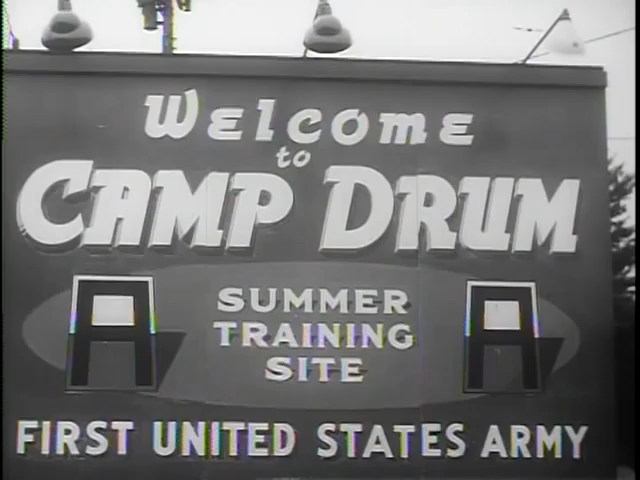 Welcome
to
CAMP DRUM
A SUMMER A
TRAINING
SITE
FIRST UNITED STATES ARMY